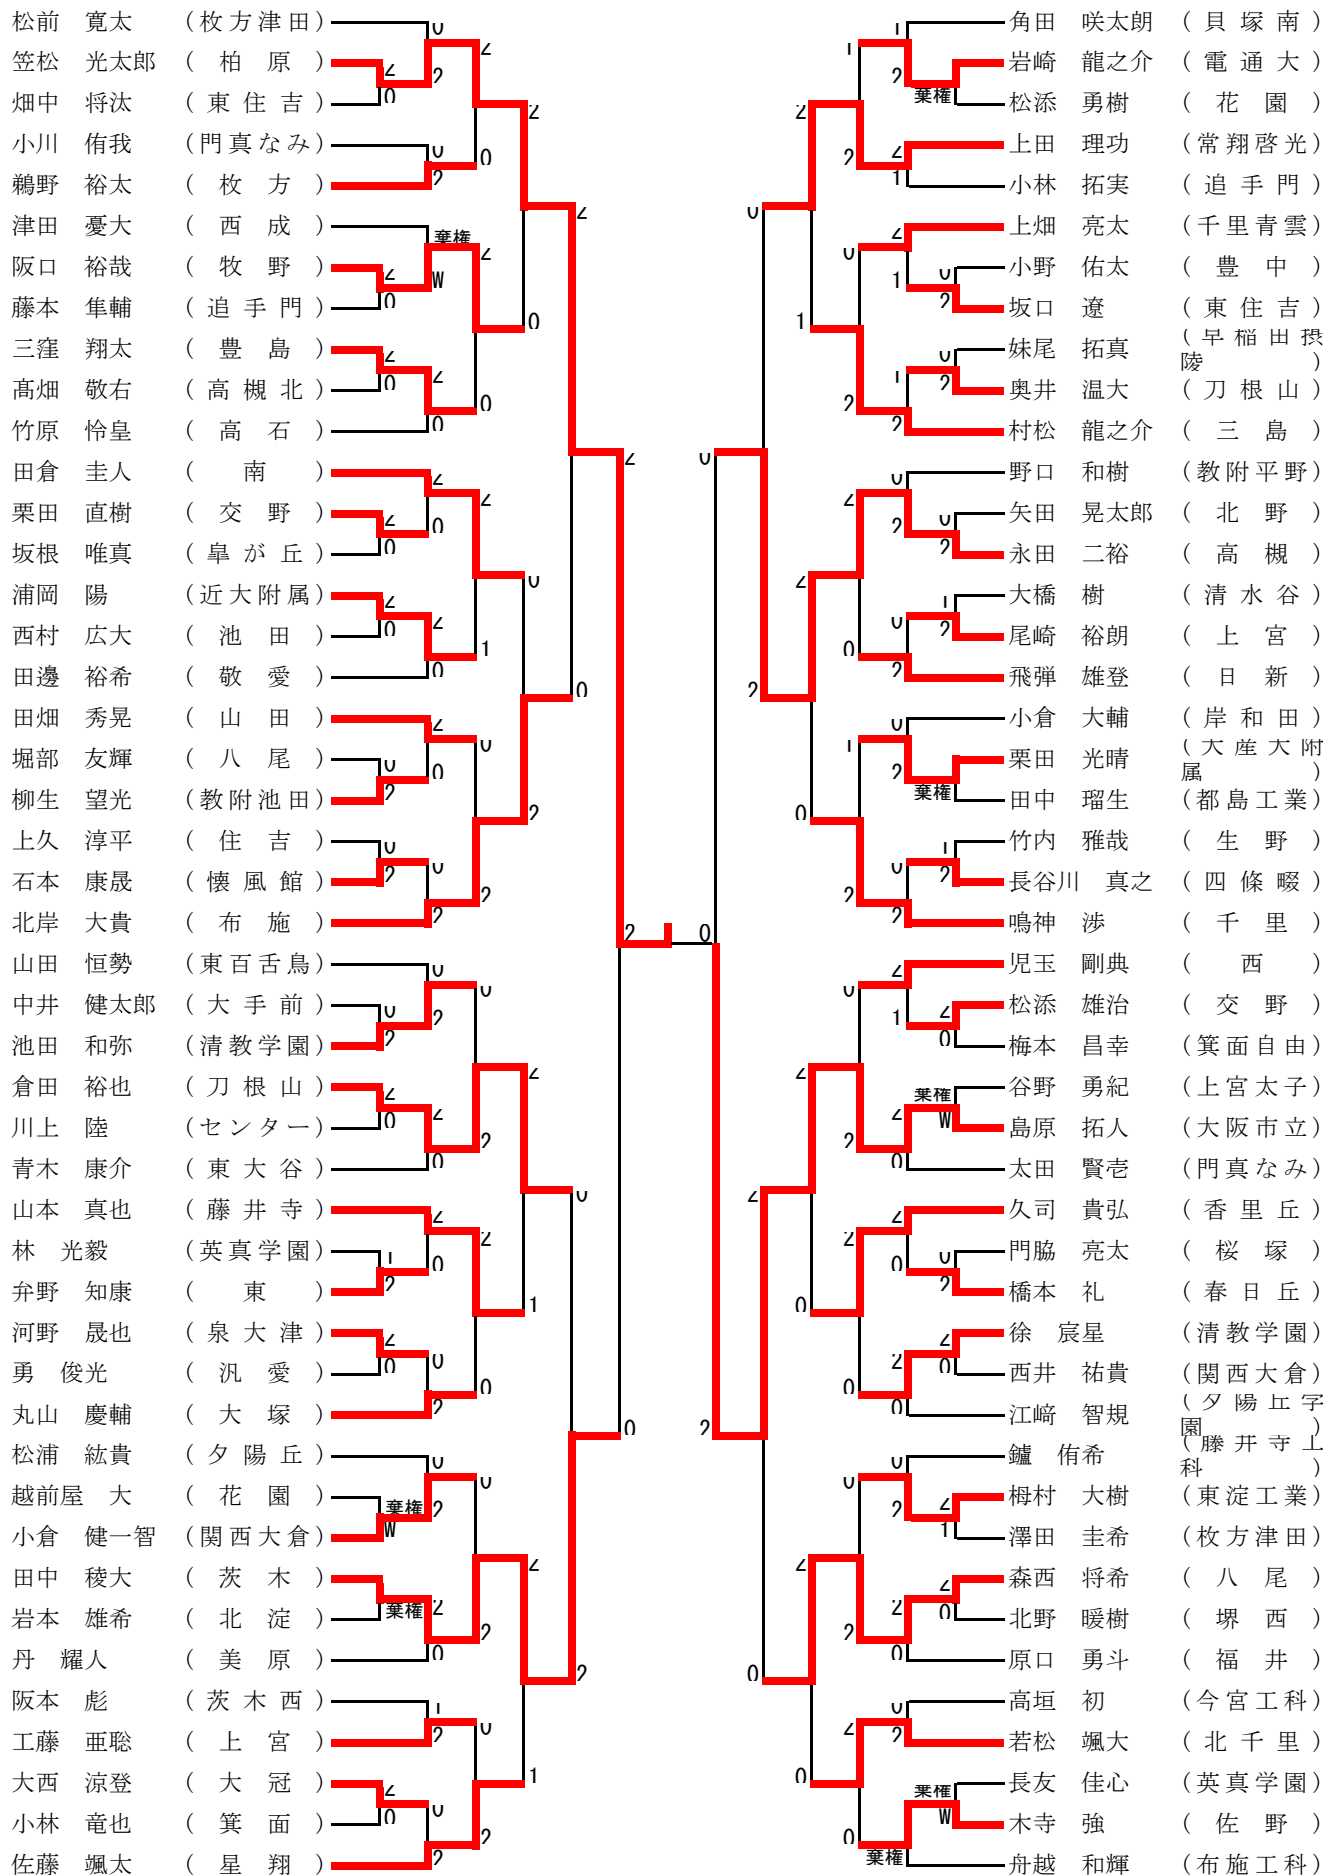 松前 寛太 (枚方津田)
笠松 光太郎 (柏原)
畑中 将汰 (東住吉)
小川 侑我 (門真なみ)
鵜野 裕太 (枚方)
津田 憂大 (西成)
阪口 裕哉 (牧野)
藤本 隼輔 (追手門)
三窪 翔太 (豊島)
髙畑 敬右 (高槻北)
竹原 怜皇 (高石)
田倉 圭人 (南)
栗田 直樹 (交野)
坂根 唯真 (皐が丘)
浦岡 陽 (近大附属)
西村 広大 (池田)
田邊 裕希 (敬愛)
田畑 秀晃 (山田)
堀部 友輝 (八尾)
柳生 望光 (教附池田)
上久 淳平 (住吉)
石本 康晟 (懐風館)
北岸 大貴 (布施)
山田 恒勢 (東百舌鳥)
中井 健太郎 (大手前)
池田 和弥 (清教学園)
倉田 裕也 (刀根山)
川上 陸 (センター)
青木 康介 (東大谷)
山本 真也 (藤井寺)
林 光毅 (英真学園)
弁野 知康 (東)
河野 晟也 (泉大津)
勇 俊光 (汎愛)
丸山 慶輔 (大塚)
松浦 紘貴 (夕陽丘)
越前屋 大 (花園)
小倉 健一智 (関西大倉)
田中 稜大 (茨木)
岩本 雄希 (北淀)
丹 耀人 (美原)
阪本 彪 (茨木西)
工藤 亜聡 (上宮)
大西 涼登 (大冠)
小林 竜也 (箕面)
佐藤 颯太 (星翔)
角田 咲太朗 (貝塚南)
岩崎 龍之介 (電通大)
松添 勇樹 (花園)
上田 理功 (常翔啓光)
小林 拓実 (追手門)
上畑 亮太 (千里青雲)
小野 佑太 (豊中)
坂口 遼 (東住吉)
妹尾 拓真 (早稲田摂陵)
奥井 温大 (刀根山)
村松 龍之介 (三島)
野口 和樹 (教附平野)
矢田 晃太郎 (北野)
永田 二裕 (高槻)
大橋 樹 (清水谷)
尾崎 裕朗 (上宮)
飛弾 雄登 (日新)
小倉 大輔 (岸和田)
栗田 光晴 (大産大附属)
田中 瑠生 (都島工業)
竹内 雅哉 (生野)
長谷川 真之 (四條畷)
鳴神 渉 (千里)
児玉 剛典 (西)
松添 雄治 (交野)
梅本 昌幸 (箕面自由)
谷野 勇紀 (上宮太子)
島原 拓人 (大阪市立)
太田 賢壱 (門真なみ)
久司 貴弘 (香里丘)
門脇 亮太 (桜塚)
橋本 礼 (春日丘)
徐 宸星 (清教学園)
西井 祐貴 (関西大倉)
江﨑 智規 (夕陽丘学園)
鑪 侑希 (藤井寺工科)
栂村 大樹 (東淀工業)
澤田 圭希 (枚方津田)
森西 将希 (八尾)
北野 暖樹 (堺西)
原口 勇斗 (福井)
高垣 初 (今宮工科)
若松 颯大 (北千里)
長友 佳心 (英真学園)
木寺 強 (佐野)
舟越 和輝 (布施工科)